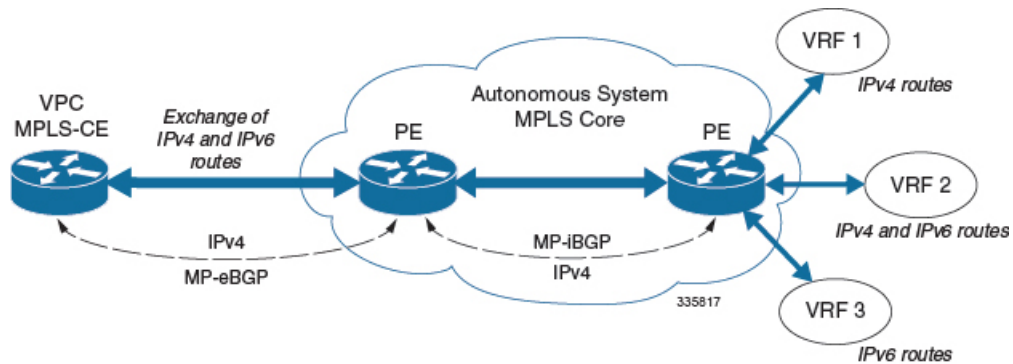 VPC
MPLS-CE
Exchange of
IPv4 and IPv6
routes
PE
Autonomous System
MPLS Core
PE
VRF 1
IPv4 routes
VRF 2
IPv4 and IPv6 routes
VRF 3
IPv6 routes
IPv4
MP-eBGP
MP-iBGP
IPv4
335817